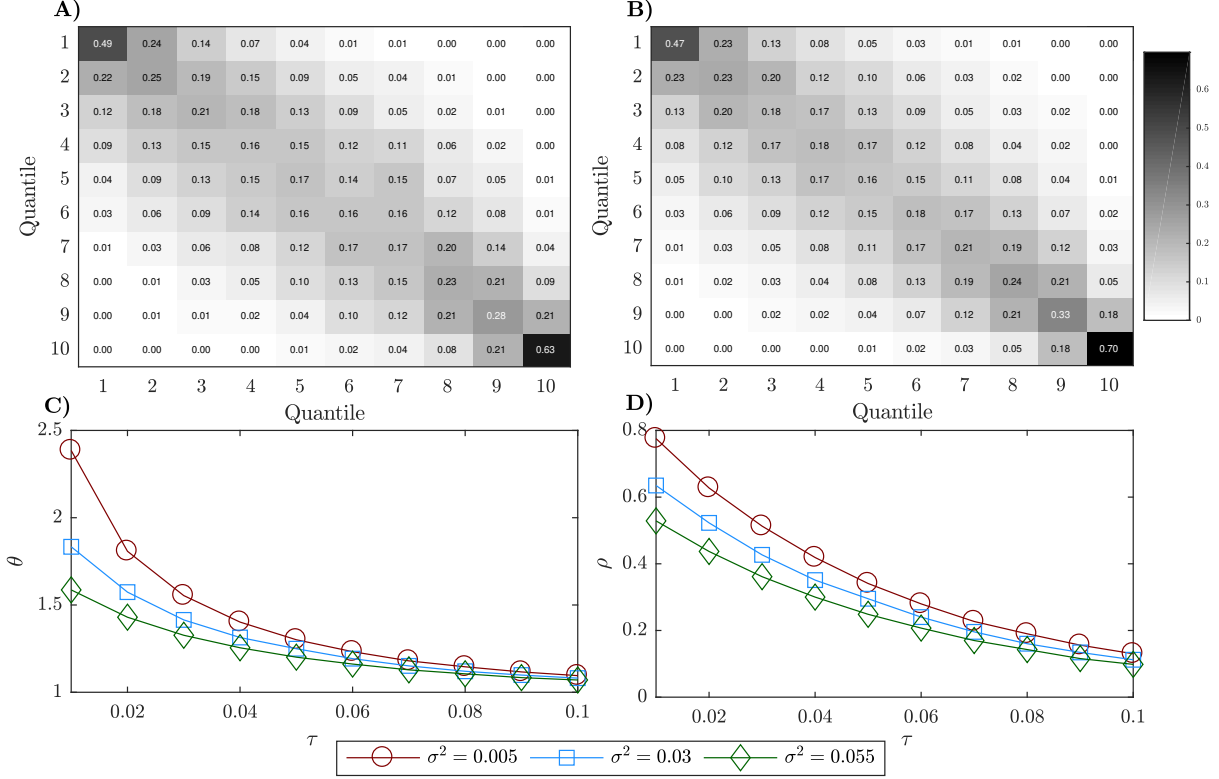 A)
B)
1 0.49 0.24 0.14 0.07 0.04 0.01 0.01 0.00 0.00 0.00
2 0.22 0.25 0.19 0.15 0.09 0.05 0.04 0.01 0.00 0.00
3 0.12 0.18 0.21 0.18 0.13 0.09 0.05 0.02 0.01 0.00
4 0.09 0.13 0.15 0.16 0.15 0.12 0.11 0.06 0.02 0.00
5 0.04 0.09 0.13 0.15 0.17 0.14 0.15 0.07 0.05 0.01
6 0.03 0.06 0.09 0.14 0.16 0.16 0.16 0.12 0.08 0.01
7 0.01 0.03 0.06 0.08 0.12 0.17 0.17 0.20 0.14 0.04
8 0.00 0.01 0.03 0.05 0.10 0.13 0.15 0.23 0.21 0.09
9 0.00 0.01 0.01 0.02 0.04 0.10 0.12 0.21 0.28 0.21
10 0.00 0.00 0.00 0.00 0.01 0.02 0.04 0.08 0.21 0.63
1 2 3 4 5 6 7 8 9 10
Quantile
Quantile
1 0.47 0.23 0.13 0.08 0.05 0.03 0.01 0.01 0.00 0.00
2 0.23 0.23 0.20 0.12 0.10 0.06 0.03 0.02 0.00 0.00
3 0.13 0.20 0.18 0.17 0.13 0.09 0.05 0.03 0.02 0.00
4 0.08 0.12 0.17 0.18 0.17 0.12 0.08 0.04 0.02 0.00
5 0.05 0.10 0.13 0.17 0.16 0.15 0.11 0.08 0.04 0.01
6 0.03 0.06 0.09 0.12 0.15 0.18 0.17 0.13 0.07 0.02
7 0.01 0.03 0.05 0.08 0.11 0.17 0.21 0.19 0.12 0.03
8 0.01 0.02 0.03 0.04 0.08 0.13 0.19 0.24 0.21 0.05
9 0.00 0.00 0.01 0.02 0.04 0.07 0.12 0.21 0.33 0.18
10 0.00 0.00 0.00 0.00 0.01 0.02 0.03 0.05 0.18 0.70
1 2 3 4 5 6 7 8 9 10
Quantile
Quantile
0.6
0.5
0.4
0.3
0.2
0.1
0
C)
2.5
2
1.5
1
θ
0.02 0.04 0.06 0.08 0.1
τ
D)
0.8
0.6
0.4
0.2
0
ρ
0.02 0.04 0.06 0.08 0.1
τ
σ² = 0.005 σ² = 0.03 σ² = 0.055